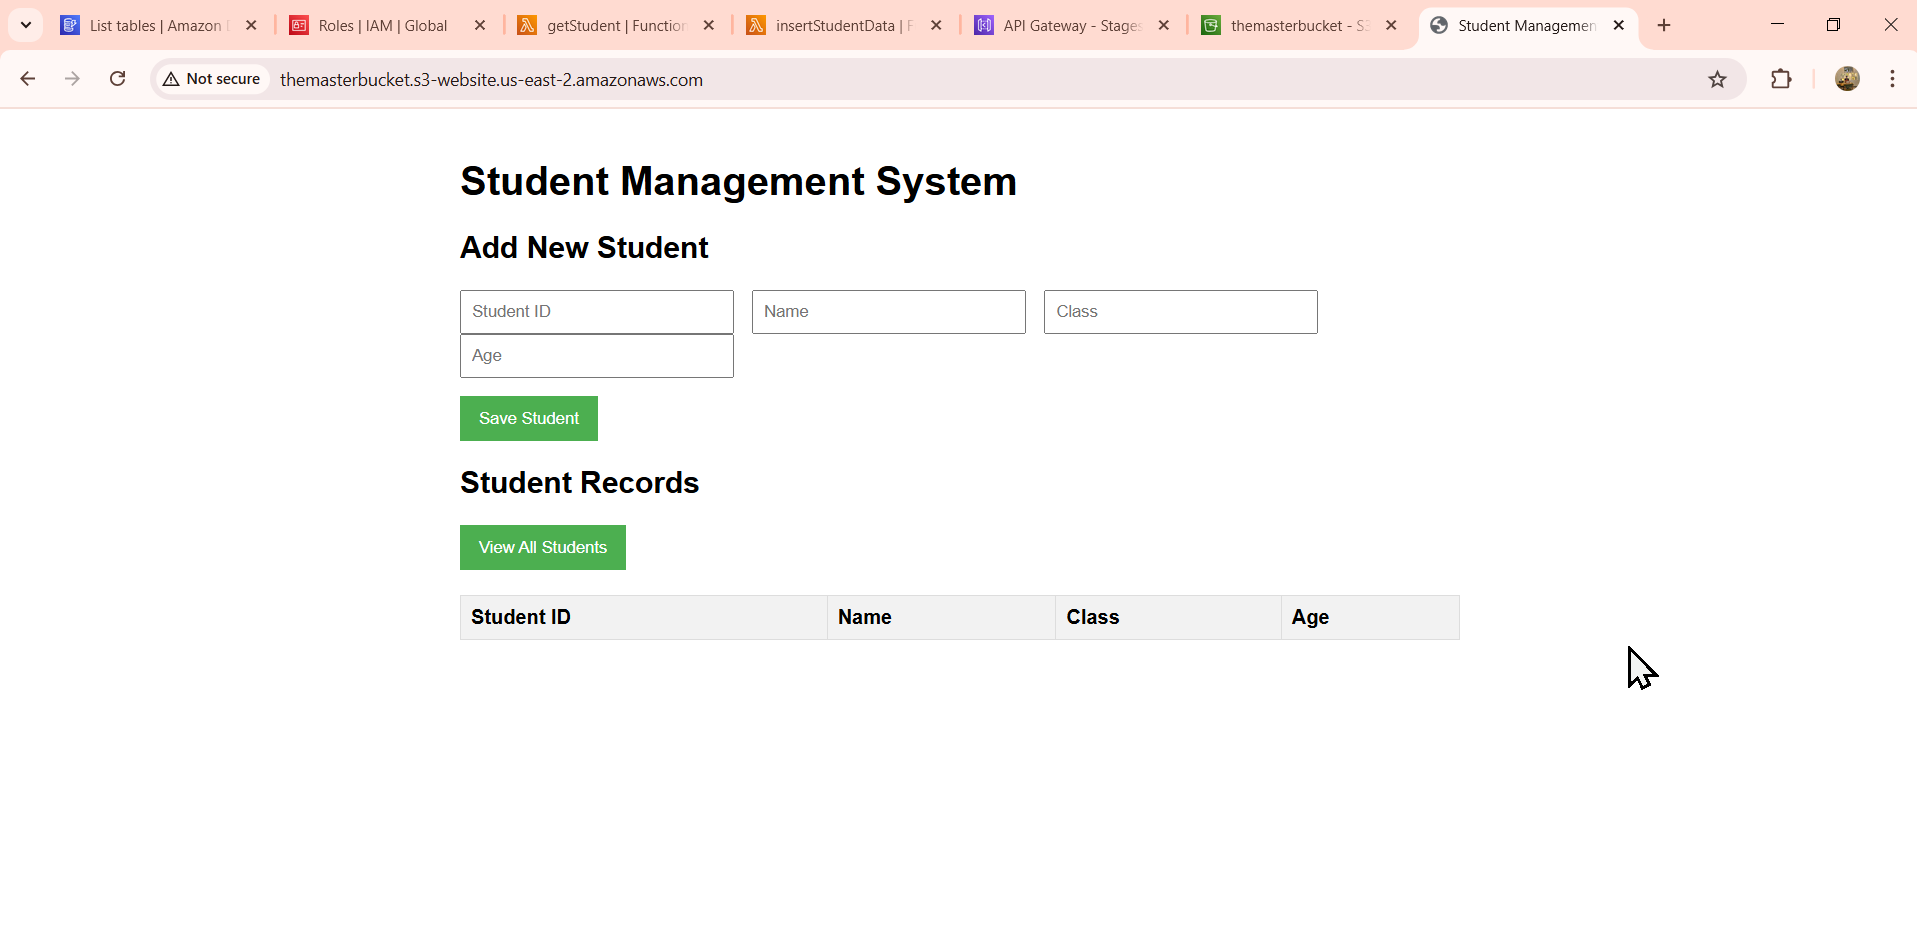 List tables | Amazon
Roles | IAM | Global
getStudent | Function
insertStudentData | F
API Gateway - Stages
themasterbucket - S3
Student Managemen
Not secure
themasterbucket.s3-website.us-east-2.amazonaws.com
Student Management System
Add New Student
Student ID Name Class
Age
Save Student
Student Records
View All Students
Student ID Name Class Age